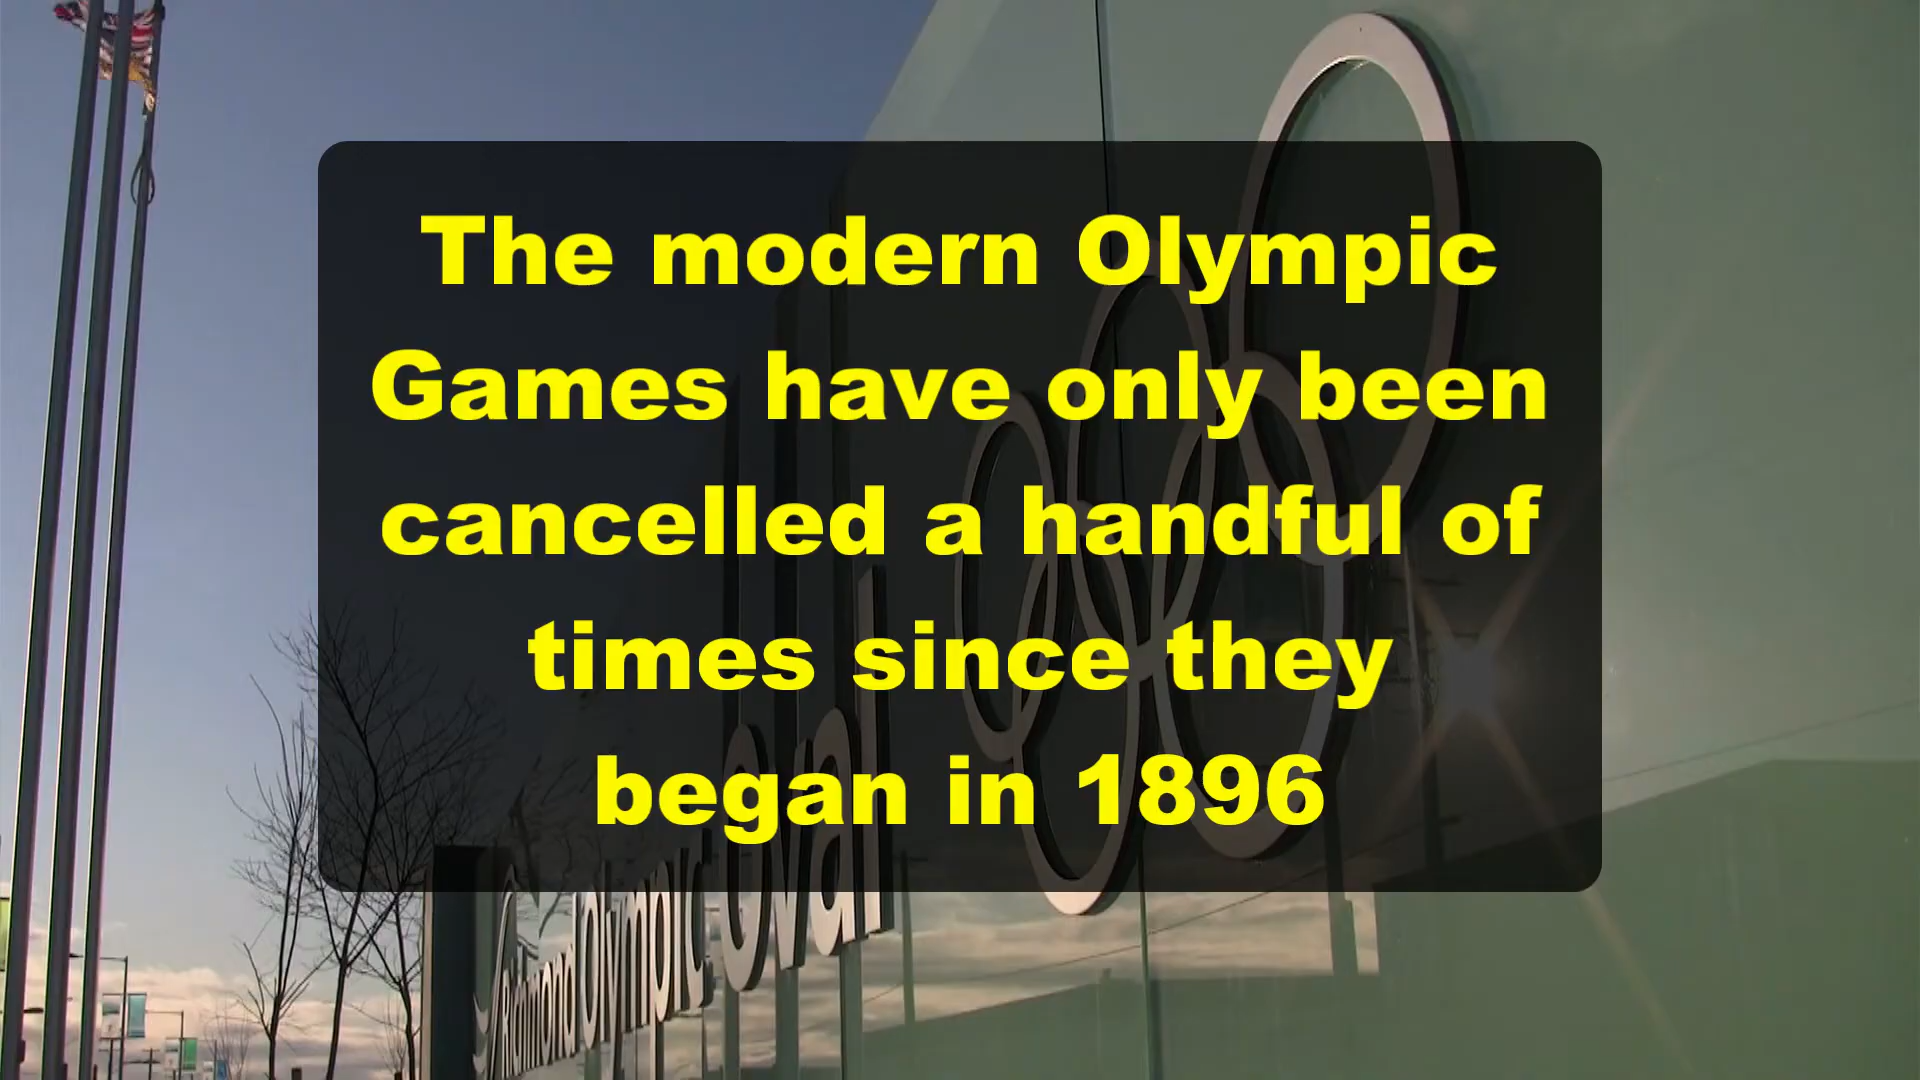 The modern Olympic
Games have only been
cancelled a handful of
times since they
began in 1896
Richmond Olympic Oval